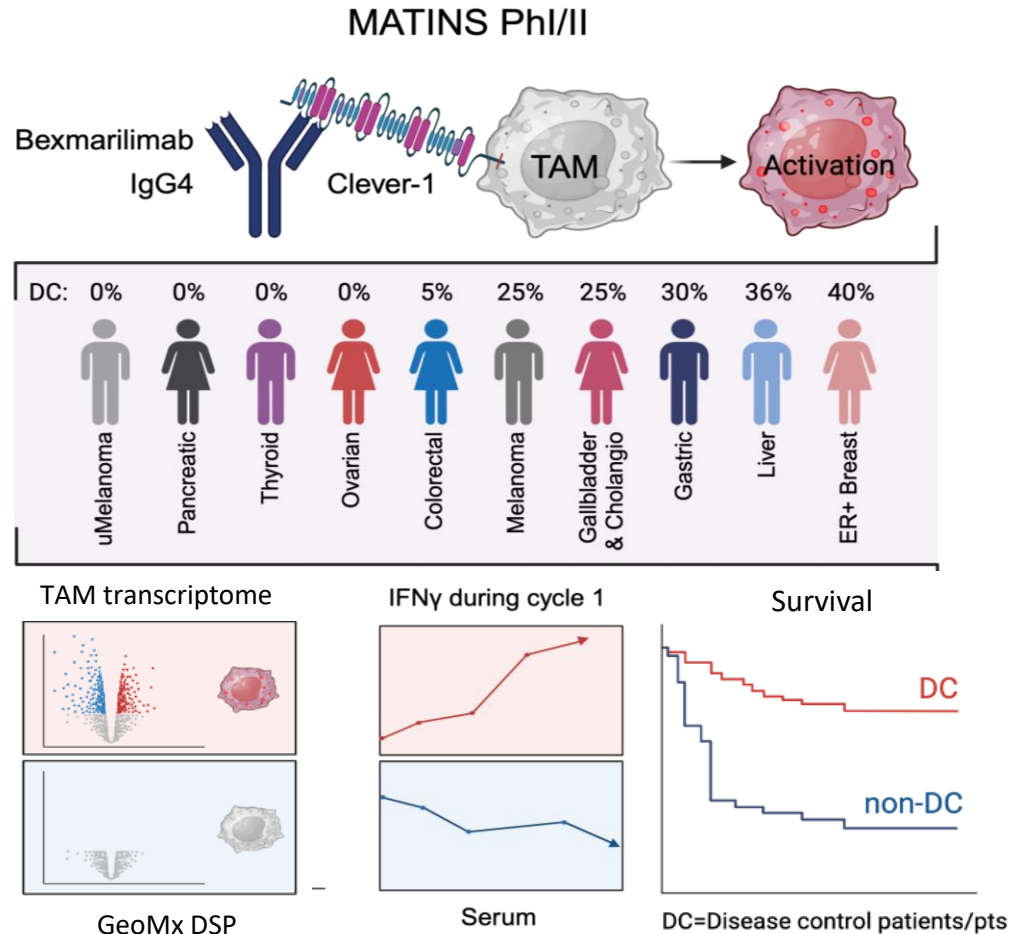 MATINS PhI/II
Bexmarilimab
IgG4
Clever-1
TAM
Activation
DC: 0% 0% 0% 0% 5% 25% 25% 30% 36% 40%
uMelanoma
Pancreatic
Thyroid
Ovarian
Colorectal
Melanoma
Gallbladder
& Cholangio
Gastric
Liver
ER+ Breast
TAM transcriptome
IFNγ during cycle 1
Survival
DC
non-DC
GeoMx DSP
Serum
DC=Disease control patients/pts